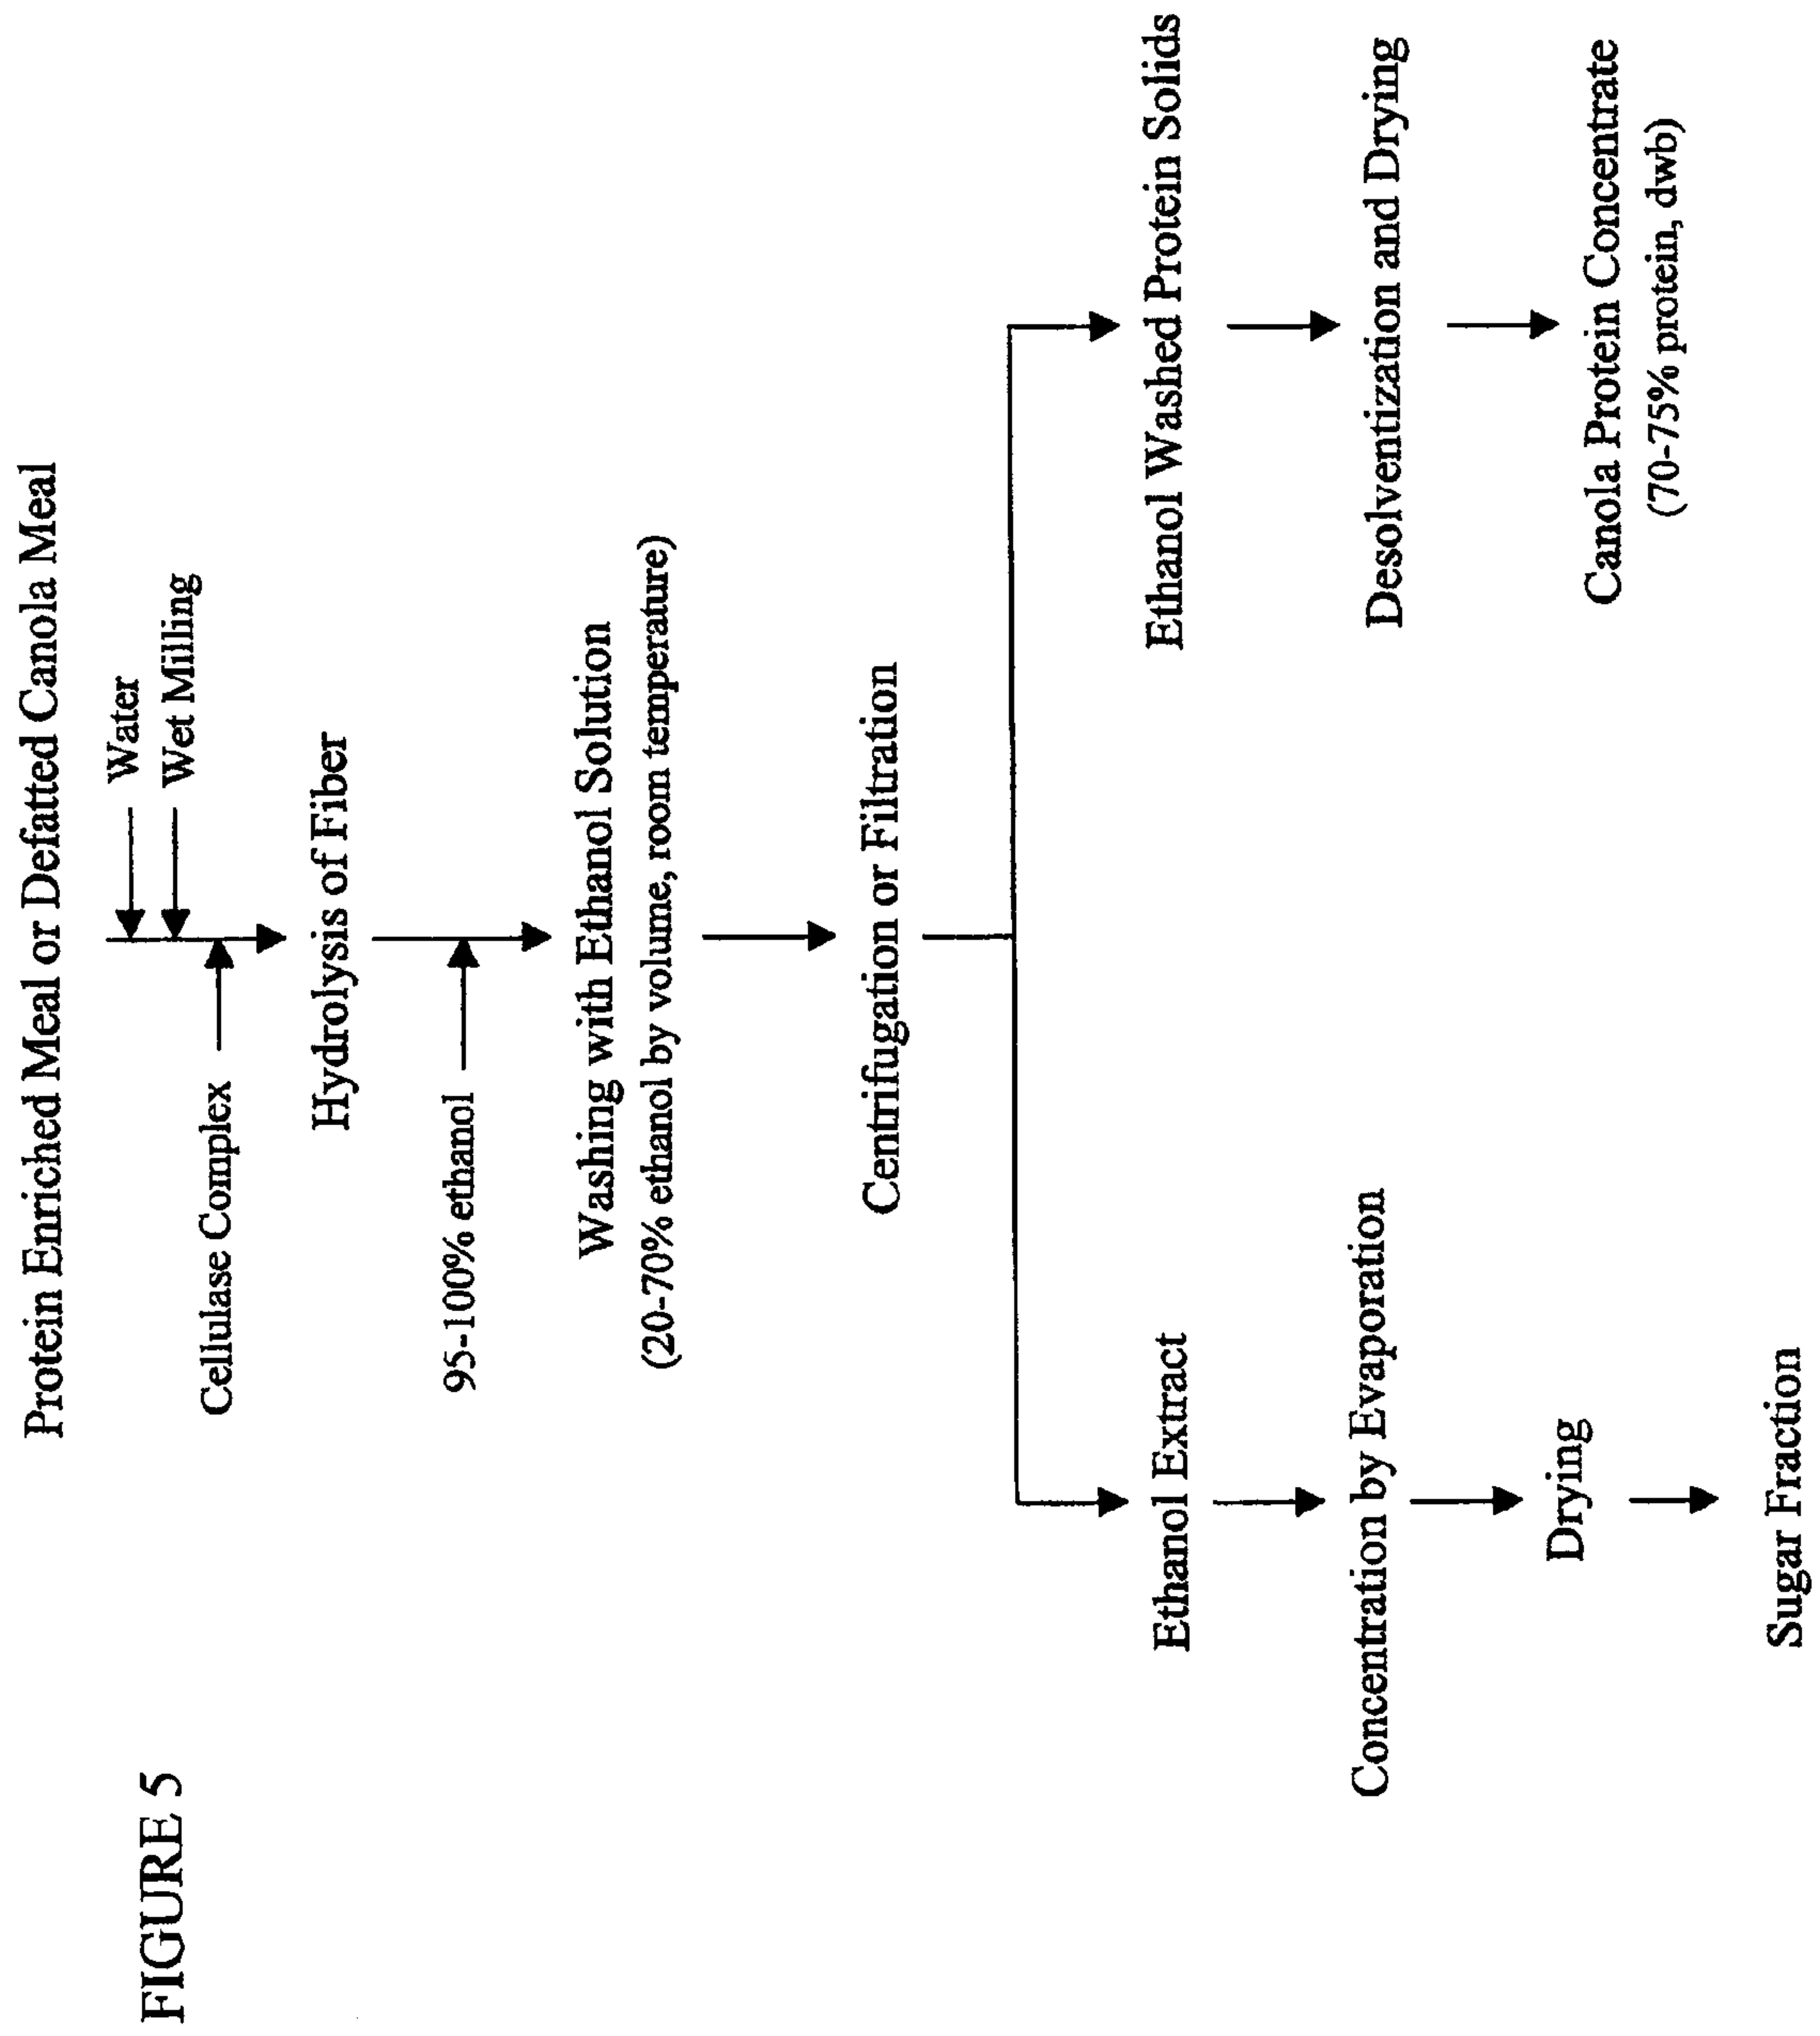 FIGURE 5
Protein Enriched Meal or Defatted Canola Meal
Water
Wet Milling
Cellulase Complex
Hydrolysis of Fiber
95-100% ethanol
Washing with Ethanol Solution
(20-70% ethanol by volume, room temperature)
Centrifugation or Filtration
Ethanol Extract
Concentration by Evaporation
Drying
Sugar Fraction
Ethanol Washed Protein Solids
Desolventization and Drying
Canola Protein Concentrate
(70-75% protein, dwb)